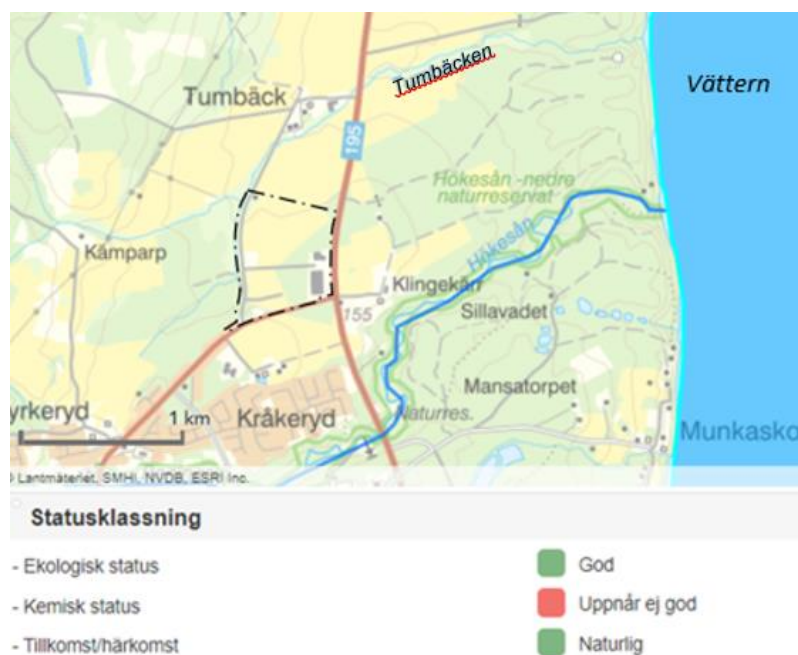 Tumbäcken
Vättern
Tumbäck
195
Hökesån -nedre
naturreservat
Hökesån
Kämparp
Klingekärr
155
Sillavadet
Mansatorpet
yrkeryd
1 km
Kråkeryd
Naturres.
Munkasko
Lantmäteriet, SMHI, NVDB, ESRI Inc.
Statusklassning
- Ekologisk status
God
- Kemisk status
Uppnår ej god
- Tillkomst/härkomst
Naturlig